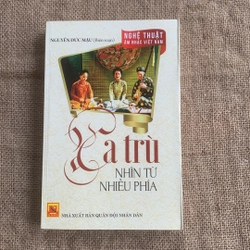 NGUYỄN ĐỨC MẬU (Biên soạn)
NGHỆ THUẬT
ÂM NHẠC VIỆT NAM
Ca trù
NHÌN TỪ
NHIỀU PHÍA
NHÀ XUẤT BẢN QUÂN ĐỘI NHÂN DÂN